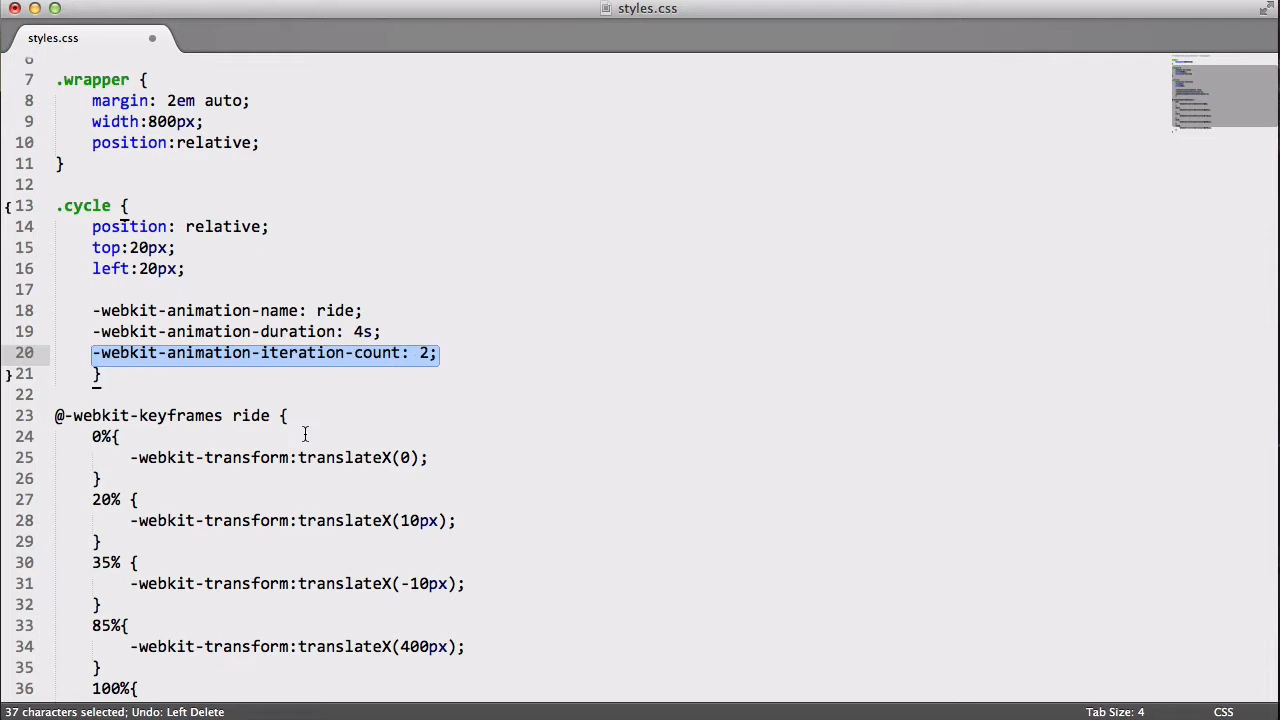 styles.css
styles.css
6
7 .wrapper {
8 margin: 2em auto;
9 width:800px;
10 position:relative;
11 }
12
{ 13 .cycle {
14 position: relative;
15 top:20px;
16 left:20px;
17
18 -webkit-animation-name: ride;
19 -webkit-animation-duration: 4s;
20 -webkit-animation-iteration-count: 2;
} 21 }
22
23 @-webkit-keyframes ride {
24 0%{
25 -webkit-transform:translateX(0);
26 }
27 20% {
28 -webkit-transform:translateX(10px);
29 }
30 35% {
31 -webkit-transform:translateX(-10px);
32 }
33 85%{
34 -webkit-transform:translateX(400px);
35 }
36 100%{
37 characters selected; Undo: Left Delete Tab Size: 4 CSS